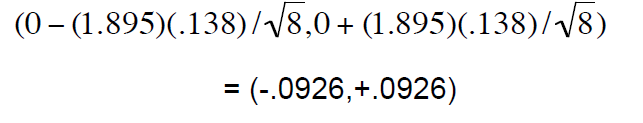 (0 − (1.895)(.138) / √8,0 + (1.895)(.138) / √8)
= (-.0926,+.0926)